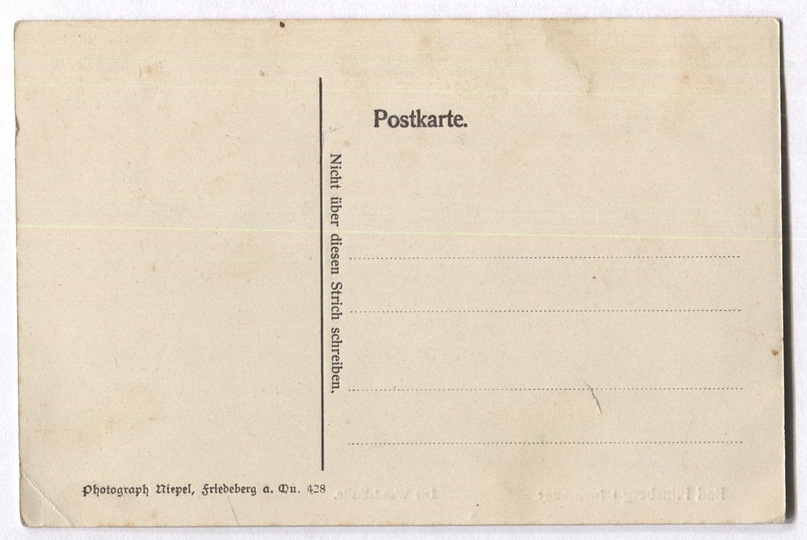 Postkarte.
Nicht über diesen Strich schreiben.
Photograph Niepel, Friedeberg a. Qu. 428